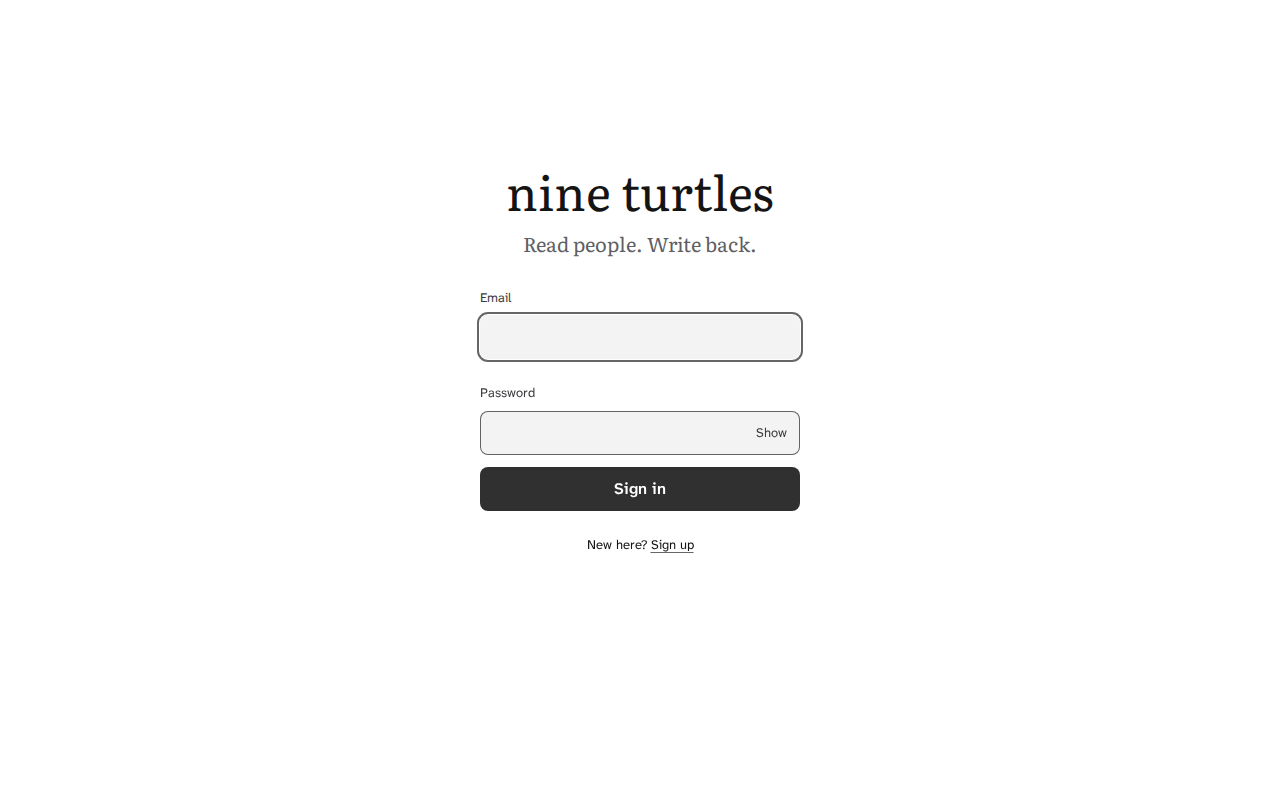 nine turtles
Read people. Write back.
Email
Password
Show
Sign in
New here? Sign up